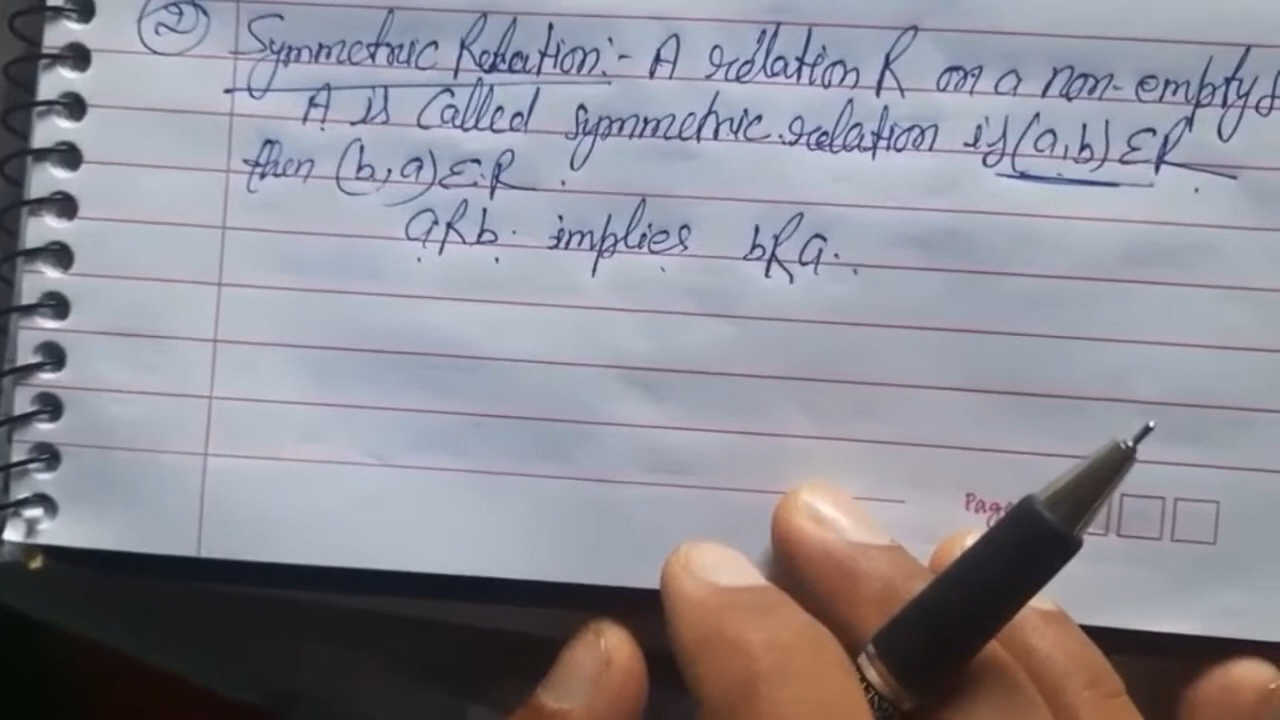 ② Symmetric Relation:- A relation R on a non-empty
A is Called symmetric relation if (a,b) ∈ R
then (b,a) ∈ R.
aRb. implies bRa.
Page